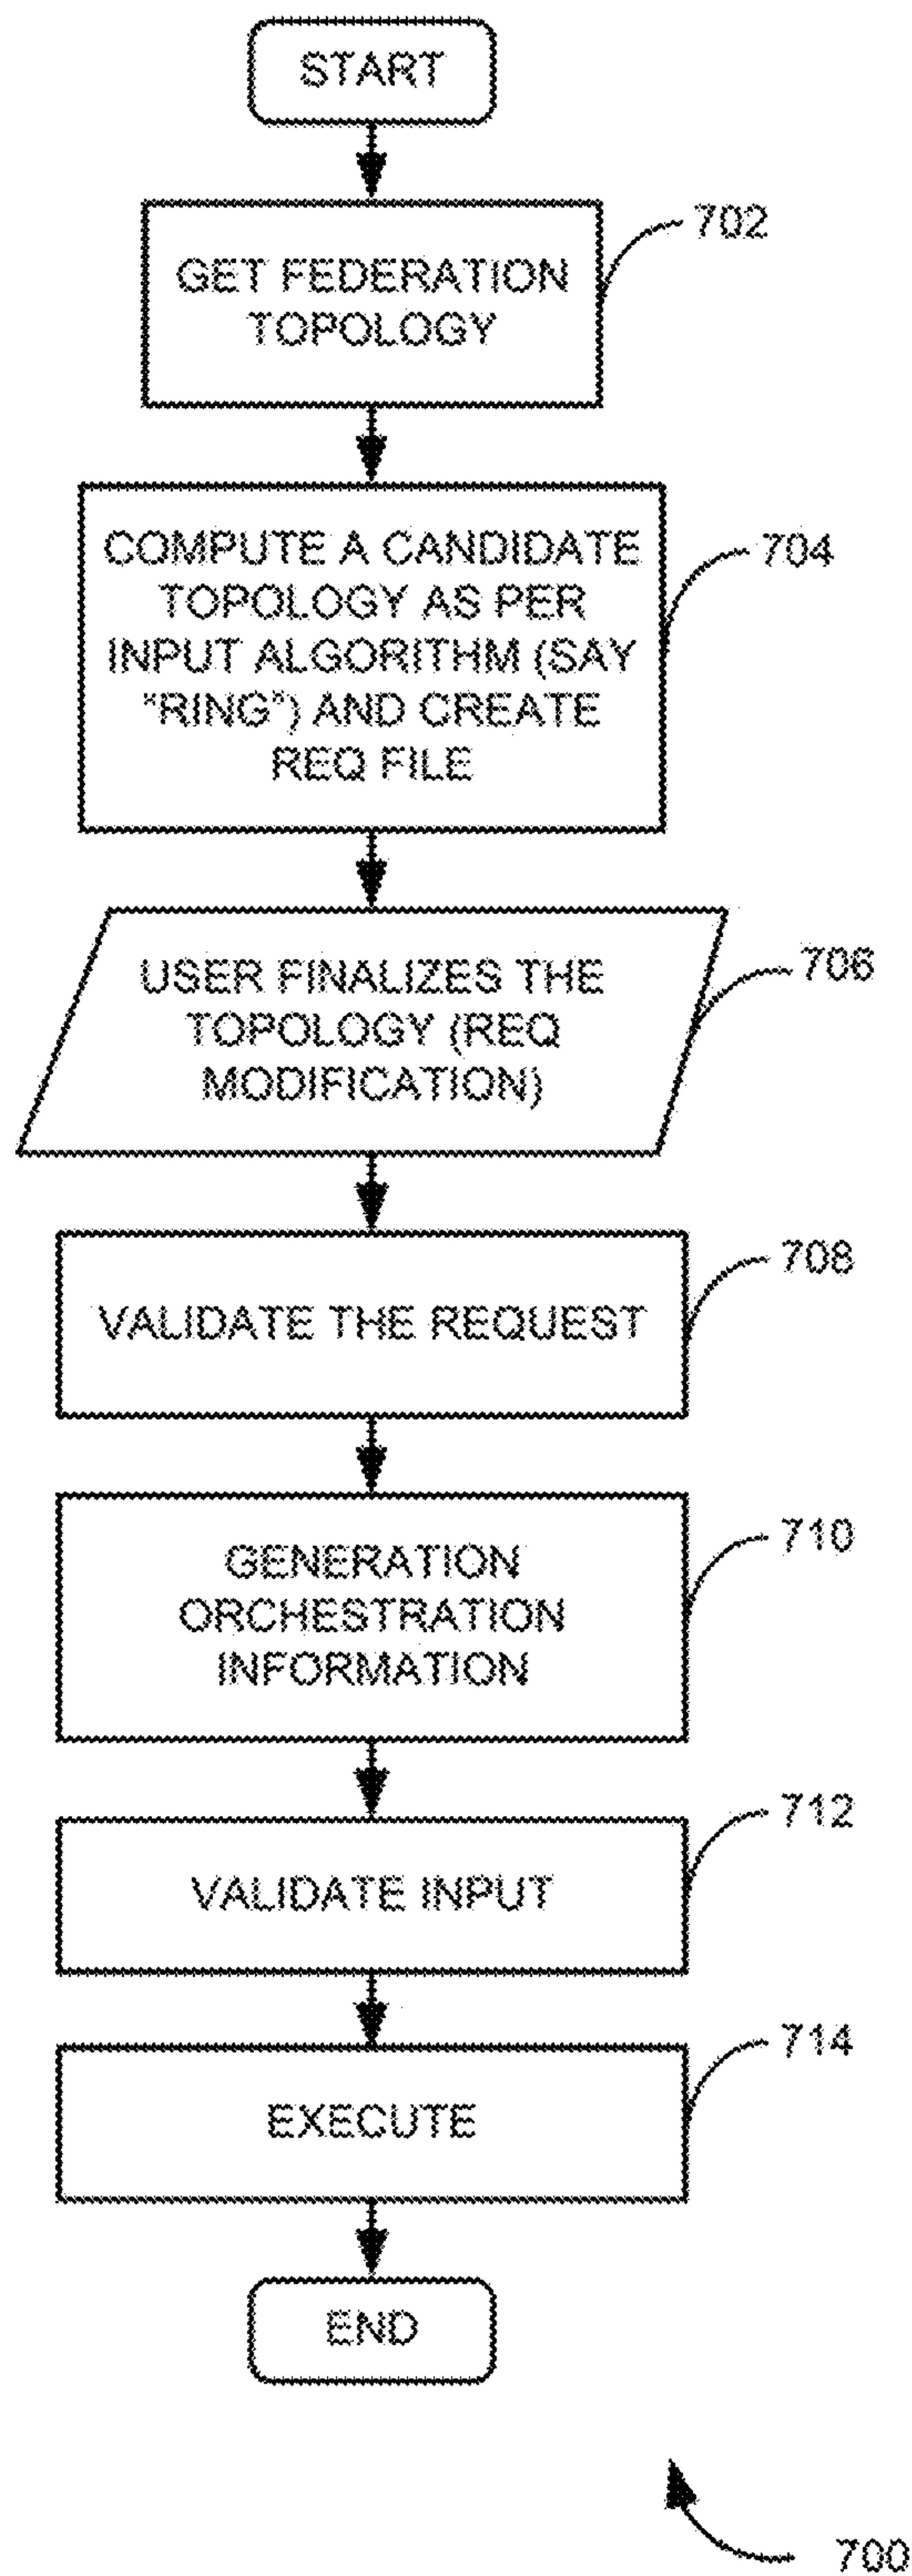 START
702
GET FEDERATION
TOPOLOGY
704
COMPUTE A CANDIDATE
TOPOLOGY AS PER
INPUT ALGORITHM (SAY
"RING") AND CREATE
REQ FILE
706
USER FINALIZES THE
TOPOLOGY (REQ
MODIFICATION)
708
VALIDATE THE REQUEST
710
GENERATION
ORCHESTRATION
INFORMATION
712
VALIDATE INPUT
714
EXECUTE
END
700